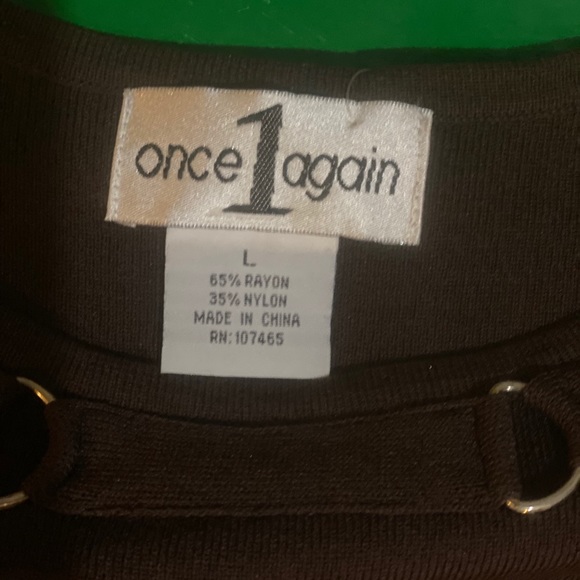 once 1 again
L
65% RAYON
35% NYLON
MADE IN CHINA
RN: 107465